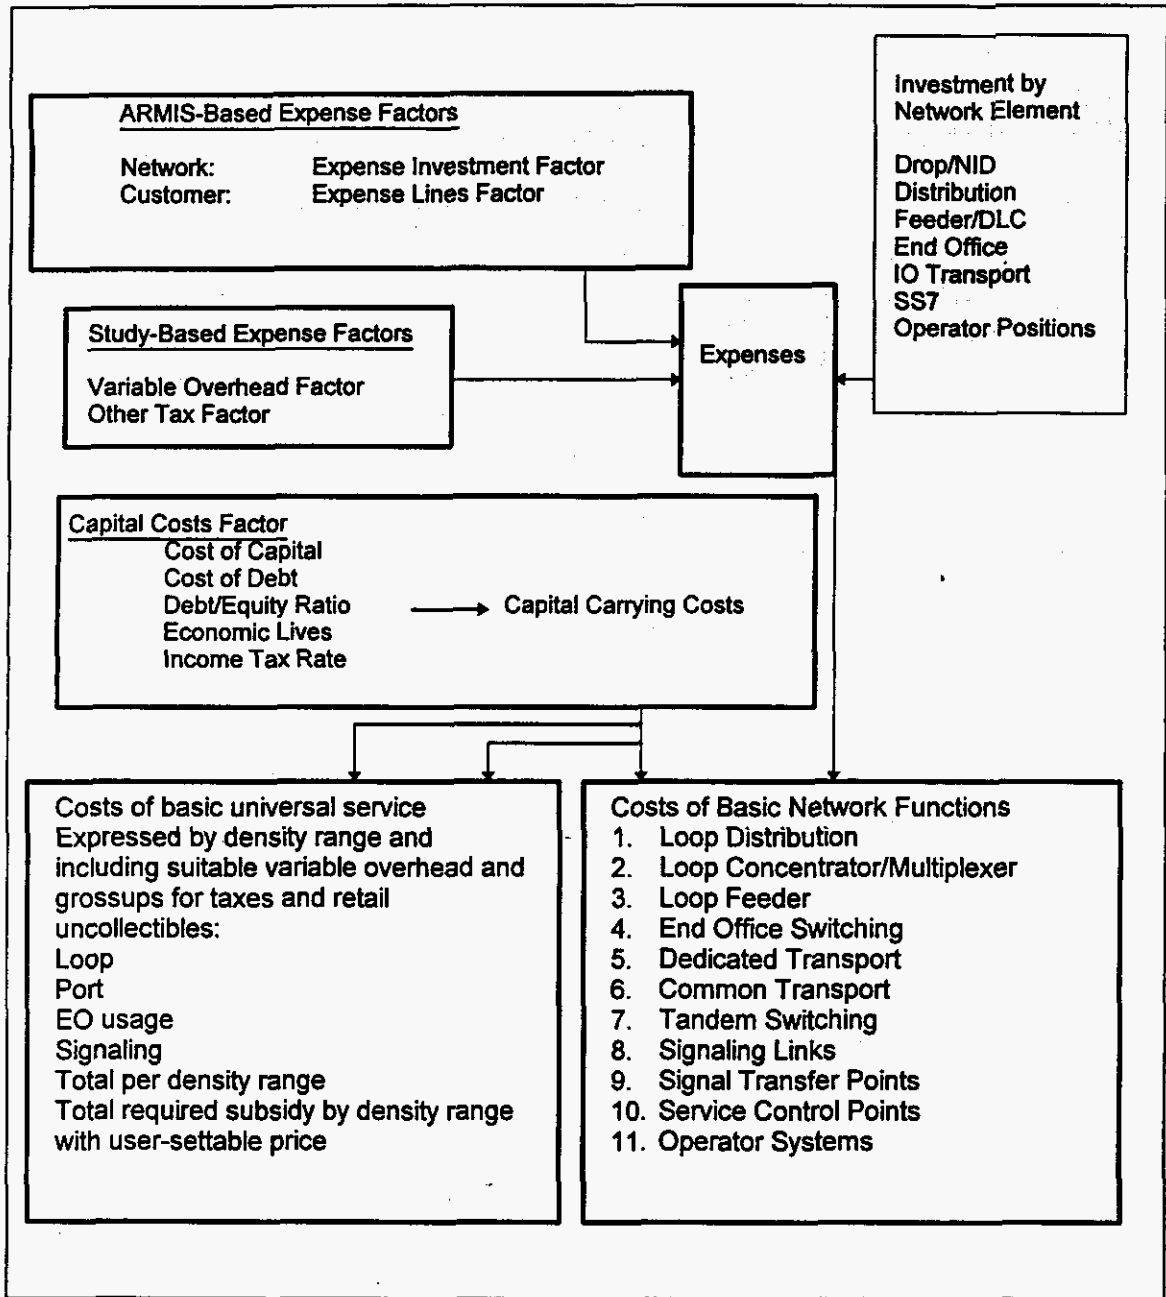 ARMIS-Based Expense Factors
Network: Expense Investment Factor
Customer: Expense Lines Factor
Investment by
Network Element
Drop/NID
Distribution
Feeder/DLC
End Office
IO Transport
SS7
Operator Positions
Study-Based Expense Factors
Variable Overhead Factor
Other Tax Factor
Expenses
Capital Costs Factor
Cost of Capital
Cost of Debt
Debt/Equity Ratio
Economic Lives
Income Tax Rate
Capital Carrying Costs
Costs of basic universal service
Expressed by density range and
including suitable variable overhead and
grossups for taxes and retail
uncollectibles:
Loop
Port
EO usage
Signaling
Total per density range
Total required subsidy by density range
with user-settable price
Costs of Basic Network Functions
1. Loop Distribution
2. Loop Concentrator/Multiplexer
3. Loop Feeder
4. End Office Switching
5. Dedicated Transport
6. Common Transport
7. Tandem Switching
8. Signaling Links
9. Signal Transfer Points
10. Service Control Points
11. Operator Systems